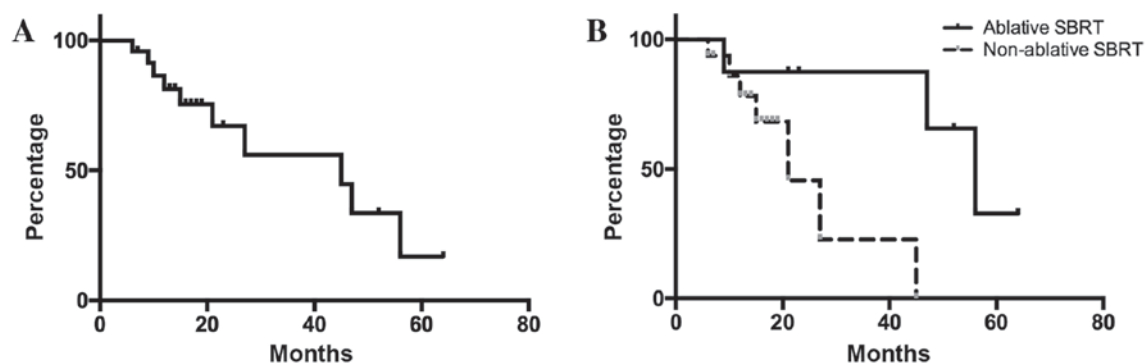 A
Percentage
100
50
0
0 20 40 60 80
Months
B
Ablative SBRT
Non-ablative SBRT
Percentage
100
50
0
0 20 40 60 80
Months